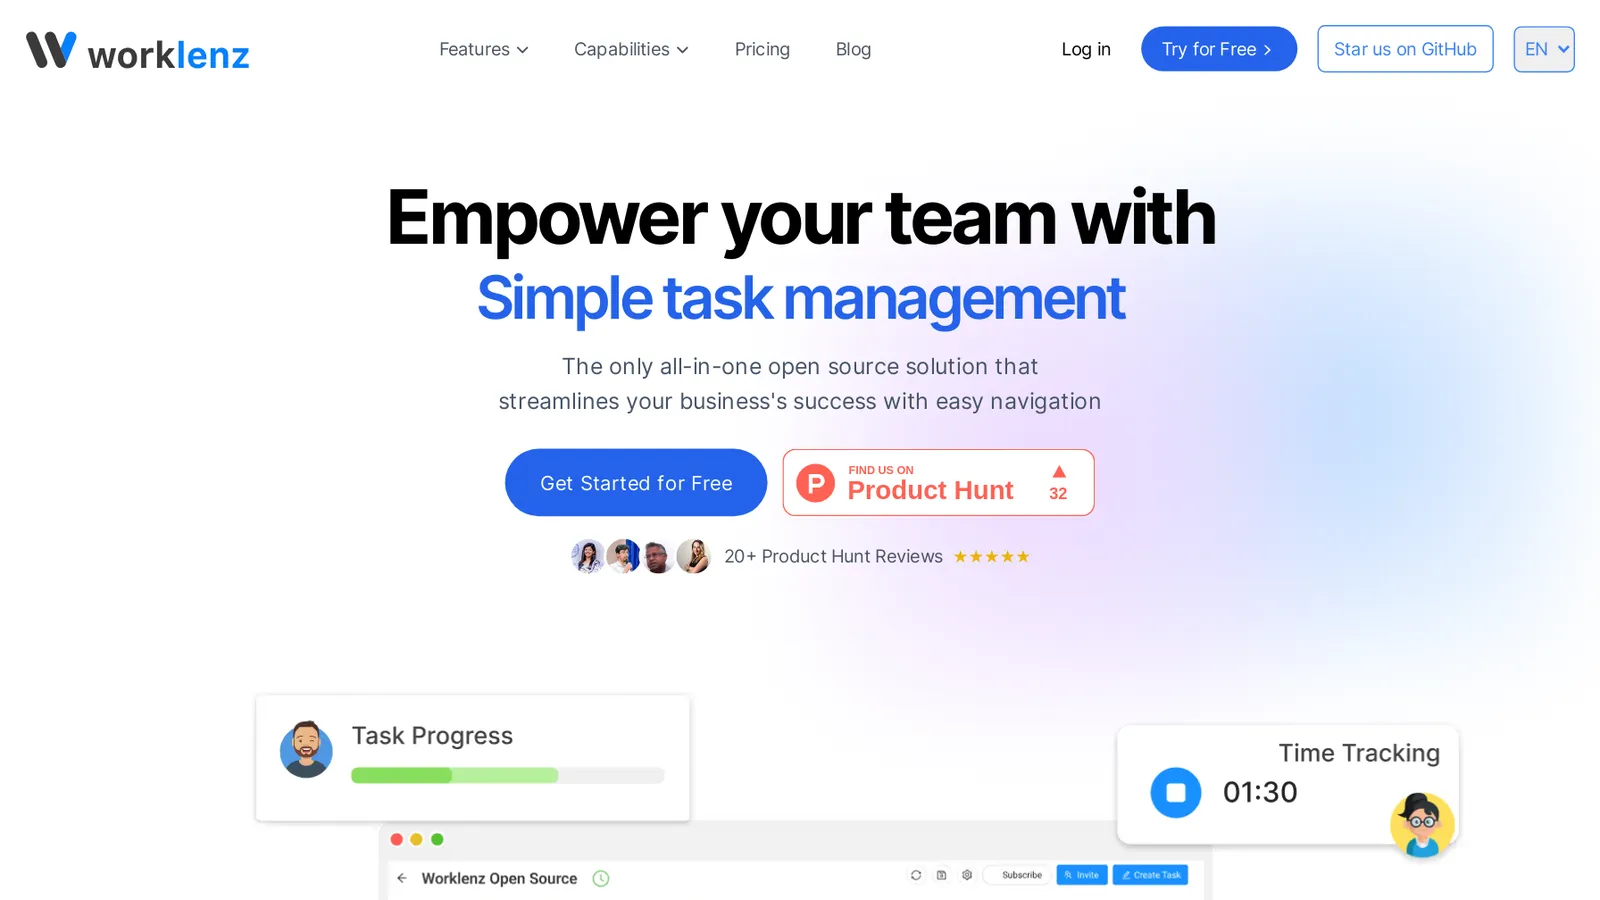 worklenz
Features
Capabilities
Pricing
Blog
Log in
Try for Free
Star us on GitHub
EN
Empower your team with
Simple task management
The only all-in-one open source solution that
streamlines your business's success with easy navigation
Get Started for Free
P
FIND US ON
Product Hunt
32
20+ Product Hunt Reviews
Task Progress
Time Tracking
01:30
Worklenz Open Source
Subscribe
Invite
Create Task